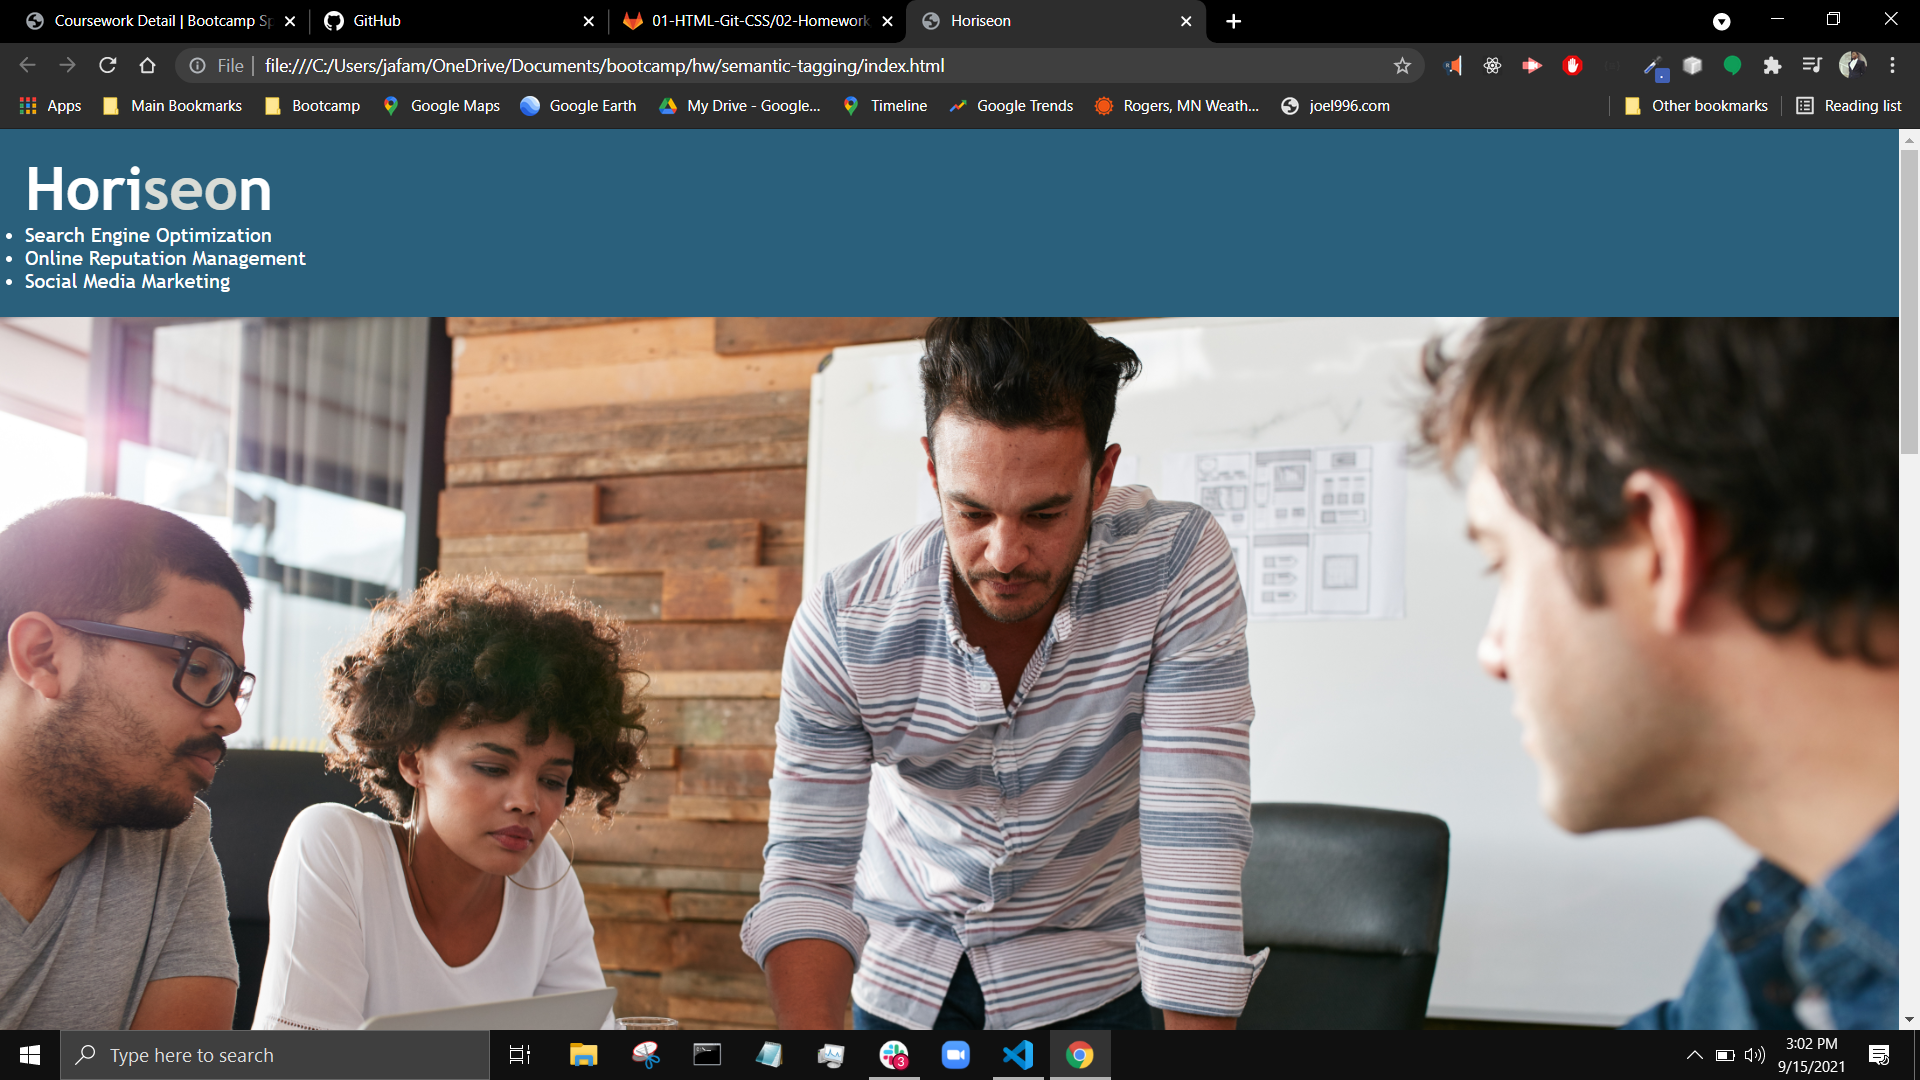 Coursework Detail | Bootcamp Sp
GitHub
01-HTML-Git-CSS/02-Homework
Horiseon
File
file:///C:/Users/jafam/OneDrive/Documents/bootcamp/hw/semantic-tagging/index.html
Apps
Main Bookmarks
Bootcamp
Google Maps
Google Earth
My Drive - Google...
Timeline
Google Trends
Rogers, MN Weath...
joel996.com
Other bookmarks
Reading list
Horiseon
• Search Engine Optimization
• Online Reputation Management
• Social Media Marketing
Type here to search
3
3:02 PM
9/15/2021